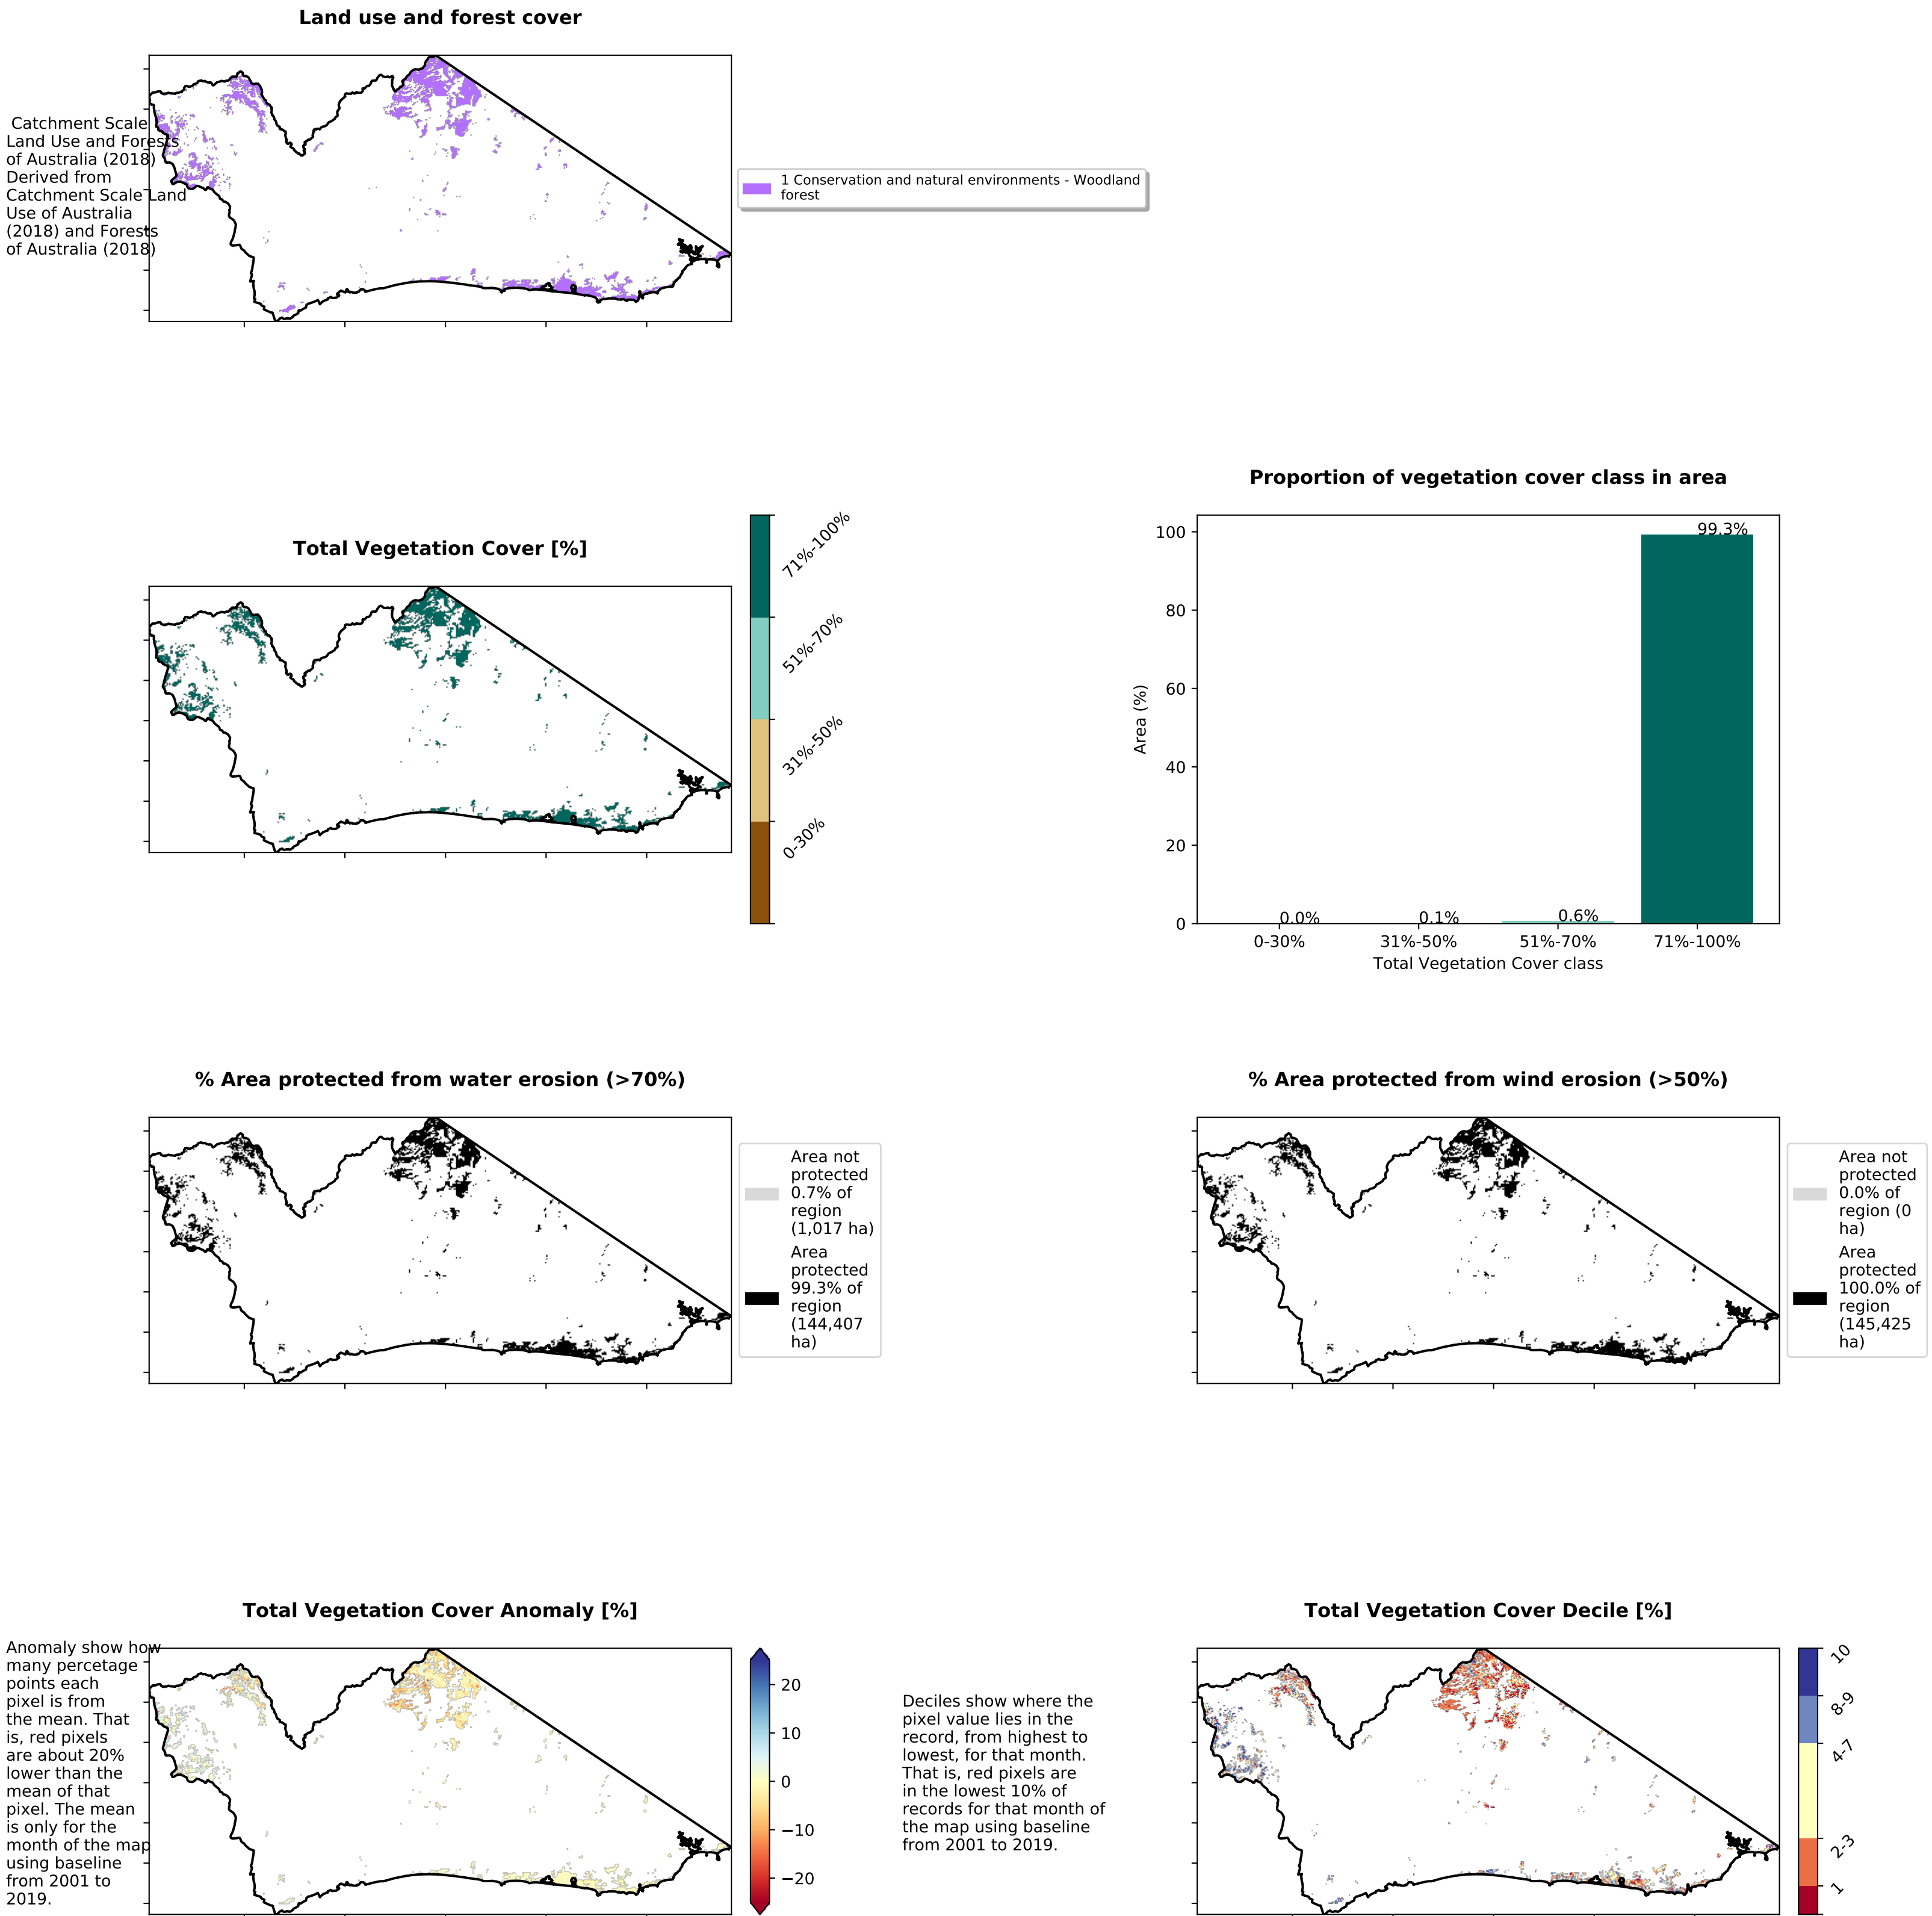 Land use and forest cover
Catchment Scale
Land Use and Forests
of Australia (2018)
Derived from
Catchment Scale Land
Use of Australia
(2018) and Forests
of Australia (2018)
1 Conservation and natural environments - Woodland
forest
Total Vegetation Cover [%]
71%-100%
51%-70%
31%-50%
0-30%
Proportion of vegetation cover class in area
Area (%)
100
80
60
40
20
0
0.0%
0.1%
0.6%
99.3%
0-30%
31%-50%
51%-70%
71%-100%
Total Vegetation Cover class
% Area protected from water erosion (>70%)
Area not
protected
0.7% of
region
(1,017 ha)
Area
protected
99.3% of
region
(144,407
ha)
% Area protected from wind erosion (>50%)
Area not
protected
0.0% of
region (0
ha)
Area
protected
100.0% of
region
(145,425
ha)
Total Vegetation Cover Anomaly [%]
Anomaly show how
many percetage
points each
pixel is from
the mean. That
is, red pixels
are about 20%
lower than the
mean of that
pixel. The mean
is only for the
month of the map
using baseline
from 2001 to
2019.
20
10
0
−10
−20
Total Vegetation Cover Decile [%]
Deciles show where the
pixel value lies in the
record, from highest to
lowest, for that month.
That is, red pixels are
in the lowest 10% of
records for that month of
the map using baseline
from 2001 to 2019.
10
8-9
4-7
2-3
1